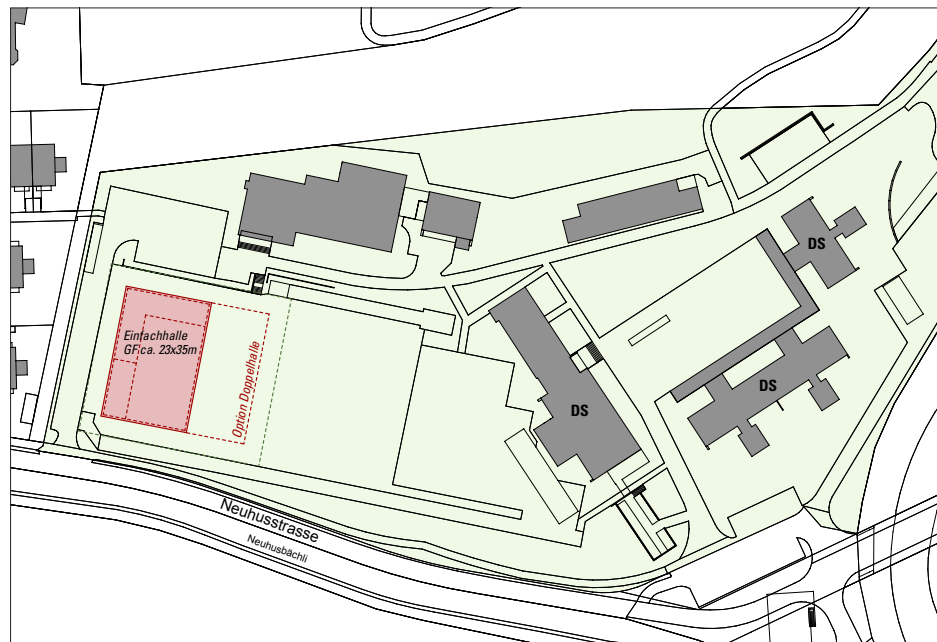 DS
Einfachhalle
GF ca. 23x35m
Option Doppelhalle
DS
DS
Neuhusstrasse
Neuhusbächli